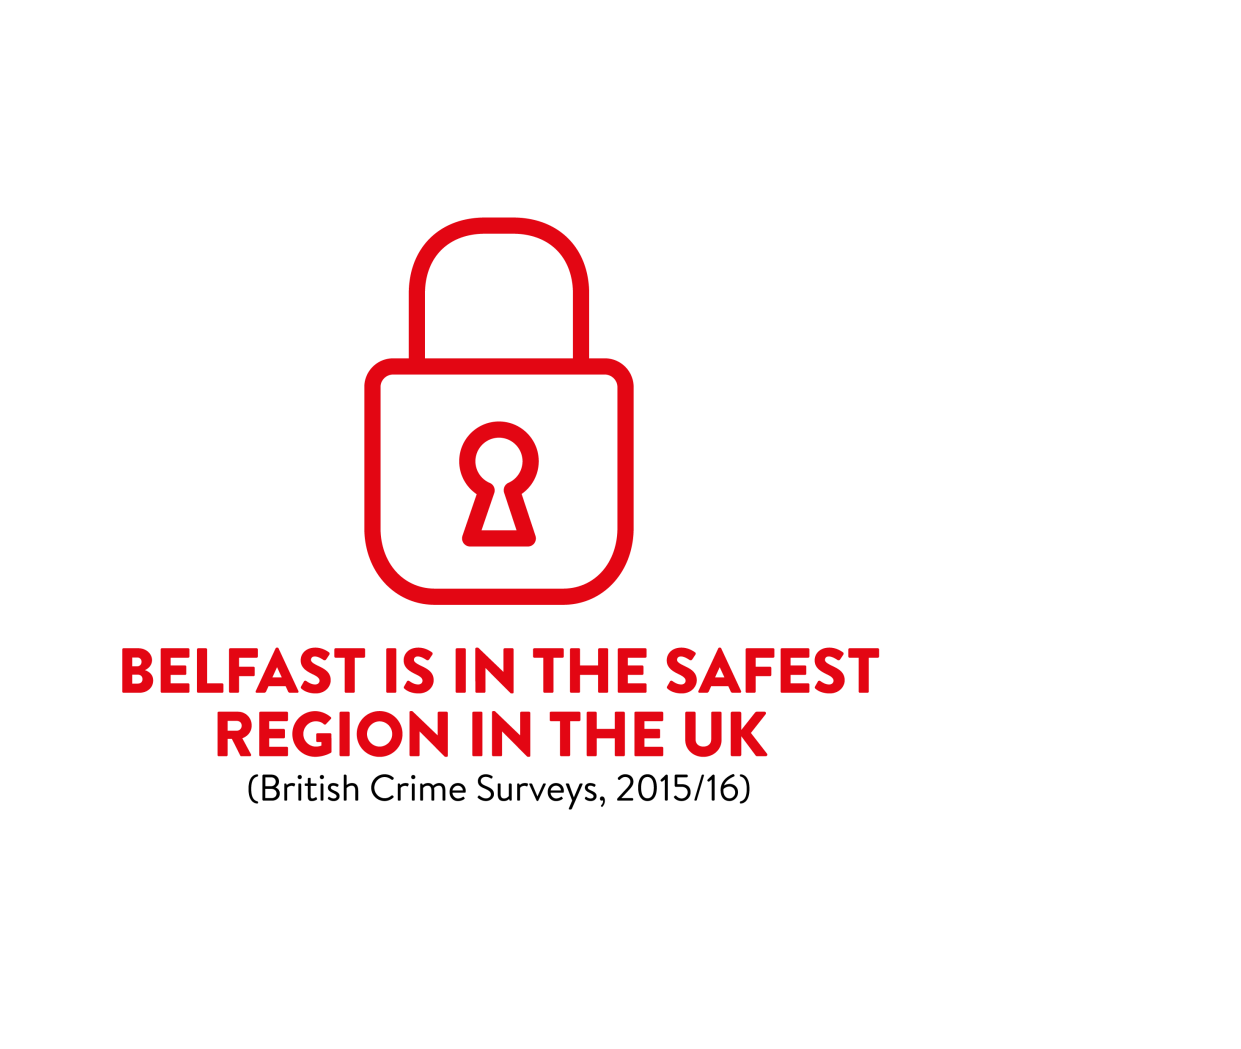 BELFAST IS IN THE SAFEST
REGION IN THE UK
(British Crime Surveys, 2015/16)